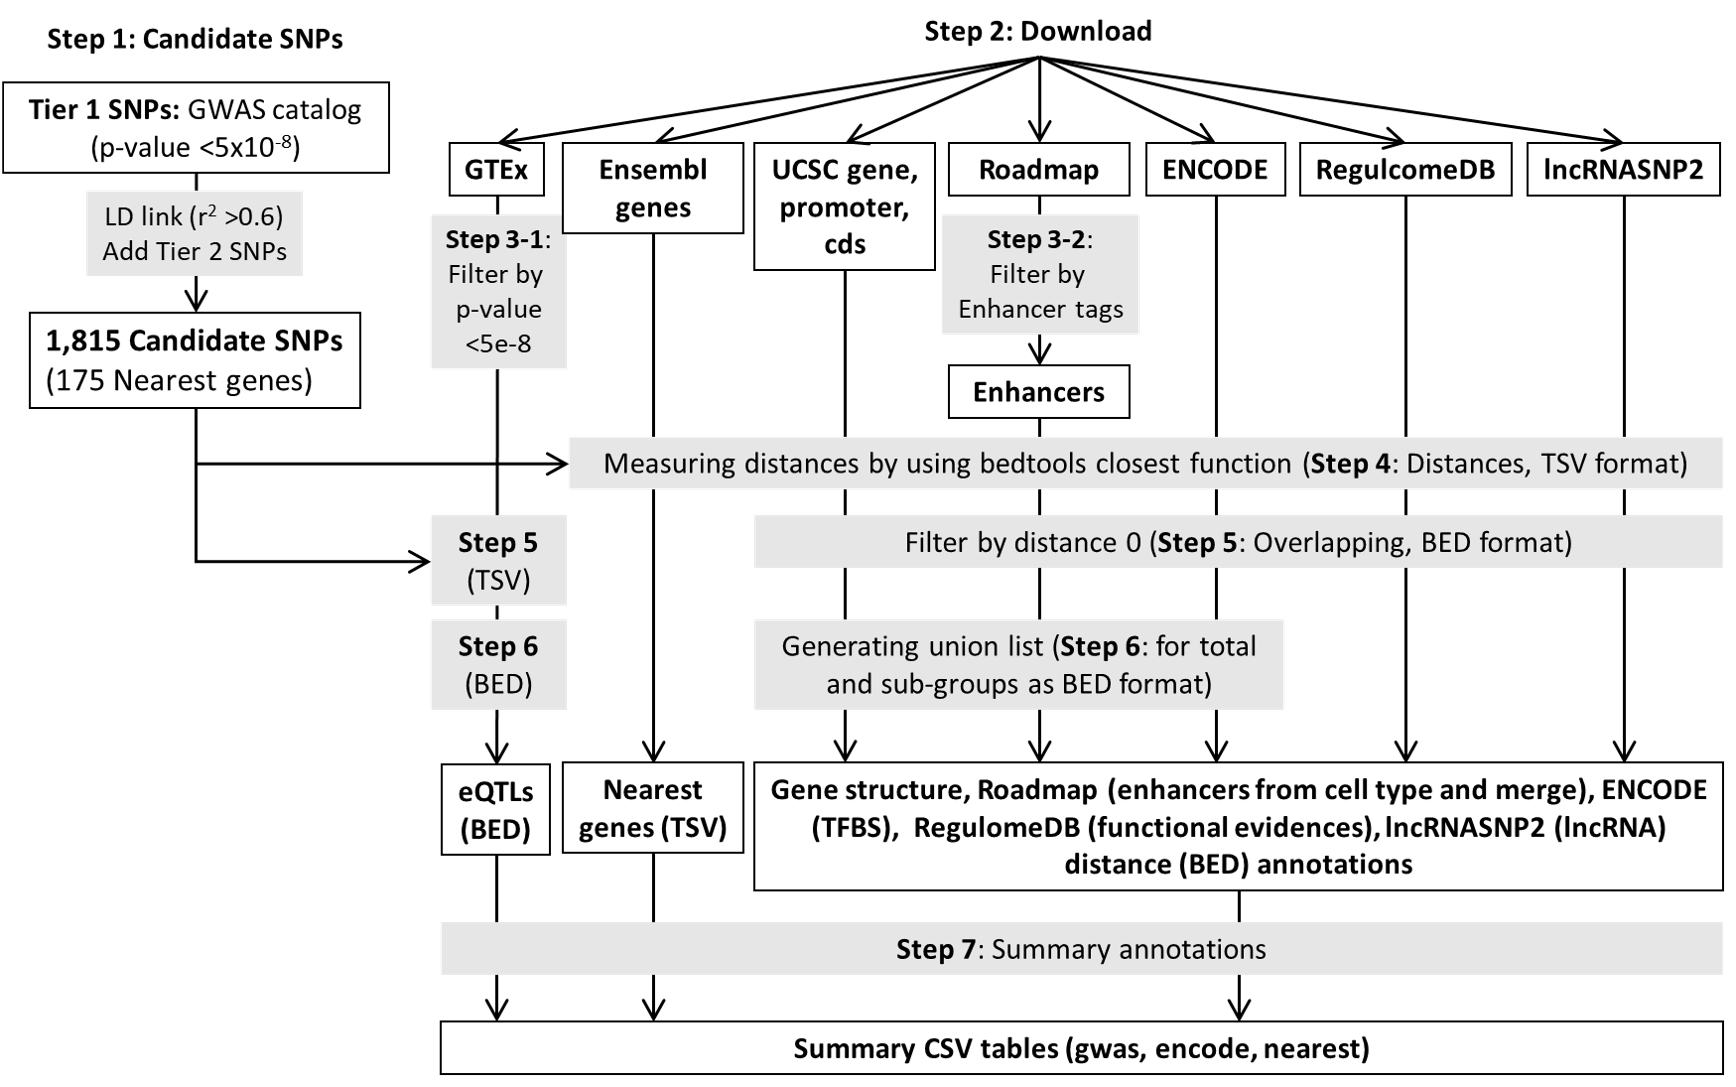 Step 1: Candidate SNPs
Tier 1 SNPs: GWAS catalog
(p-value <5x10⁻⁸)
LD link (r² >0.6)
Add Tier 2 SNPs
1,815 Candidate SNPs
(175 Nearest genes)
Step 2: Download
GTEx
Ensembl
genes
UCSC gene,
promoter,
cds
Roadmap
ENCODE
RegulcomeDB
lncRNASNP2
Step 3-1:
Filter by
p-value
<5e-8
Step 3-2:
Filter by
Enhancer tags
Enhancers
Measuring distances by using bedtools closest function (Step 4: Distances, TSV format)
Step 5
(TSV)
Filter by distance 0 (Step 5: Overlapping, BED format)
Step 6
(BED)
Generating union list (Step 6: for total
and sub-groups as BED format)
eQTLs
(BED)
Nearest
genes (TSV)
Gene structure, Roadmap (enhancers from cell type and merge), ENCODE
(TFBS), RegulomeDB (functional evidences), lncRNASNP2 (lncRNA)
distance (BED) annotations
Step 7: Summary annotations
Summary CSV tables (gwas, encode, nearest)